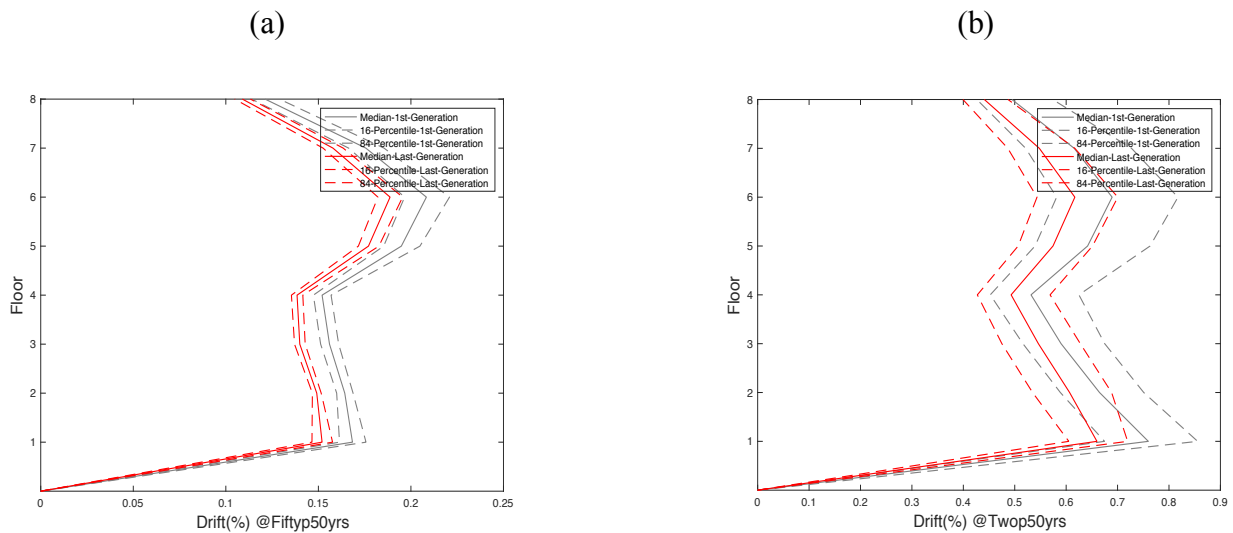 (a)
8
7
6
5
4
3
2
1
Floor
0
0.1
0.15
0.2
0.25
Drift(%) @Fiftyp50yrs
Median-1st-Generation
16-Percentile-1st-Generation
84-Percentile-1st-Generation
Median-Last-Generation
16-Percentile-Last-Generation
84-Percentile-Last-Generation
(b)
8
7
6
5
4
3
2
1
Floor
0
0.1
0.2
0.3
0.4
0.5
0.6
0.7
0.8
0.9
Drift(%) @Twop50yrs
Median-1st-Generation
16-Percentile-1st-Generation
84-Percentile-1st-Generation
Median-Last-Generation
16-Percentile-Last-Generation
84-Percentile-Last-Generation